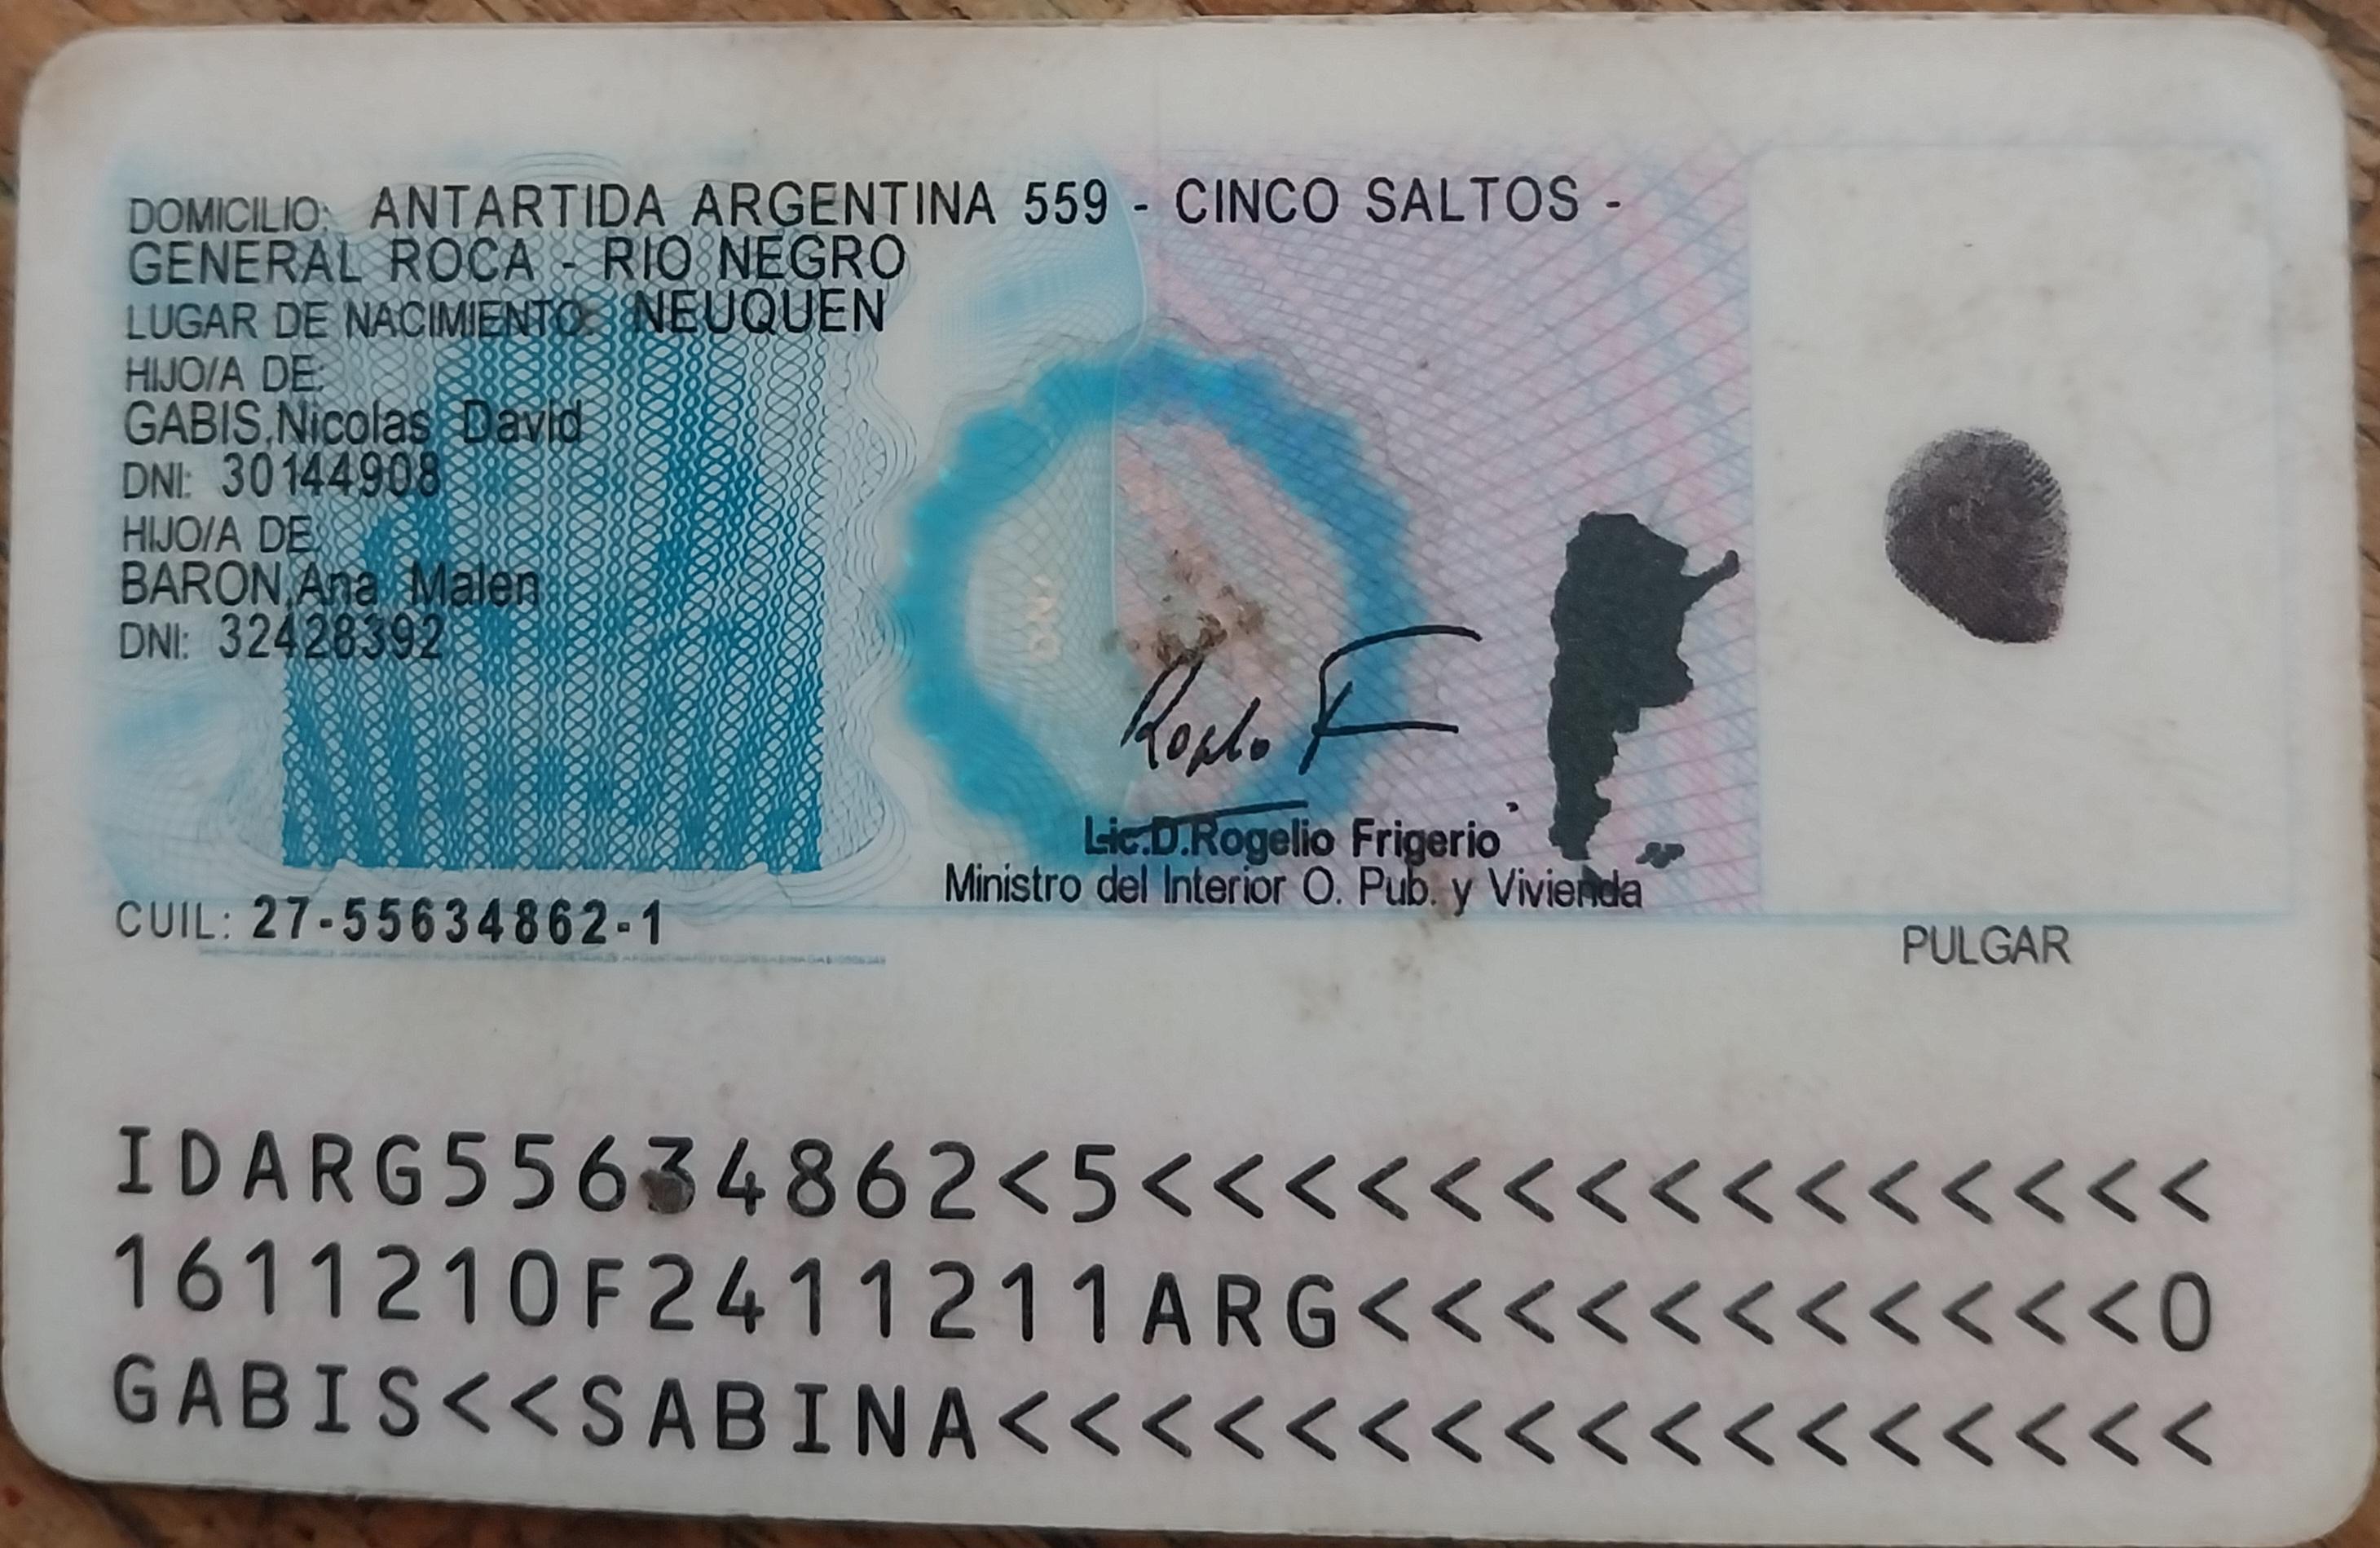 DOMICILIO: ANTARTIDA ARGENTINA 559 - CINCO SALTOS -
GENERAL ROCA - RIO NEGRO
LUGAR DE NACIMIENTO: NEUQUEN
HIJO/A DE:
GABIS,Nicolas David
DNI: 30144908
HIJO/A DE:
BARON,Ana Malen
DNI: 32428392
Lic.D.Rogelio Frigerio
Ministro del Interior O. Pub. y Vivienda
CUIL: 27-55634862-1
PULGAR
IDARG55634862<5<<<<<<<<<<<<<<<
1611210F2411211ARG<<<<<<<<<<<0
GABIS<<SABINA<<<<<<<<<<<<<<<<<